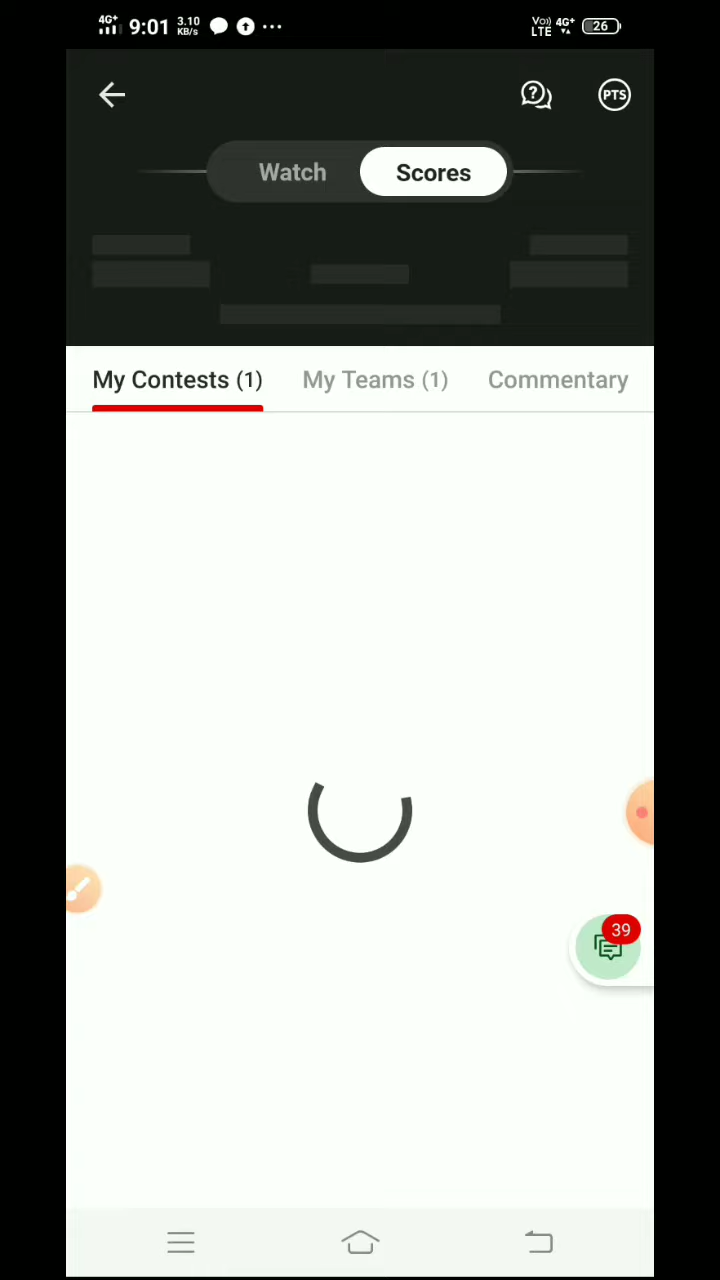 4G+ 9:01 3.10 KB/s ... Vo)) LTE 4G+ 26
? PTS
Watch Scores
My Contests (1) My Teams (1) Commentary
39